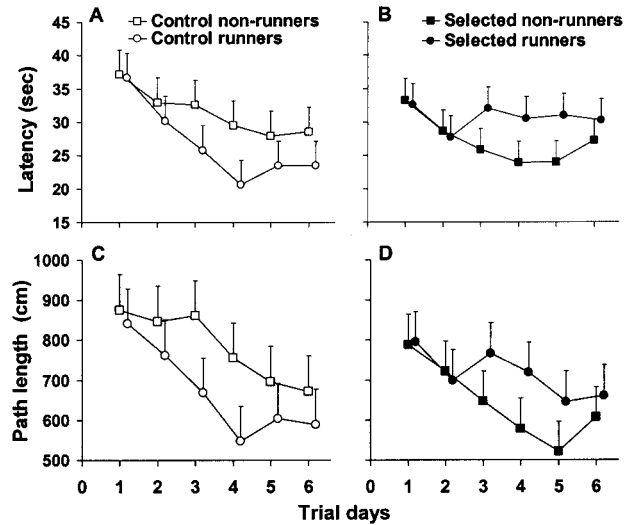 A
Control non-runners
Control runners
B
Selected non-runners
Selected runners
Latency (sec)
45
40
35
30
25
20
15
C
D
Path length (cm)
1000
900
800
700
600
500
0 1 2 3 4 5 6
0 1 2 3 4 5 6
Trial days